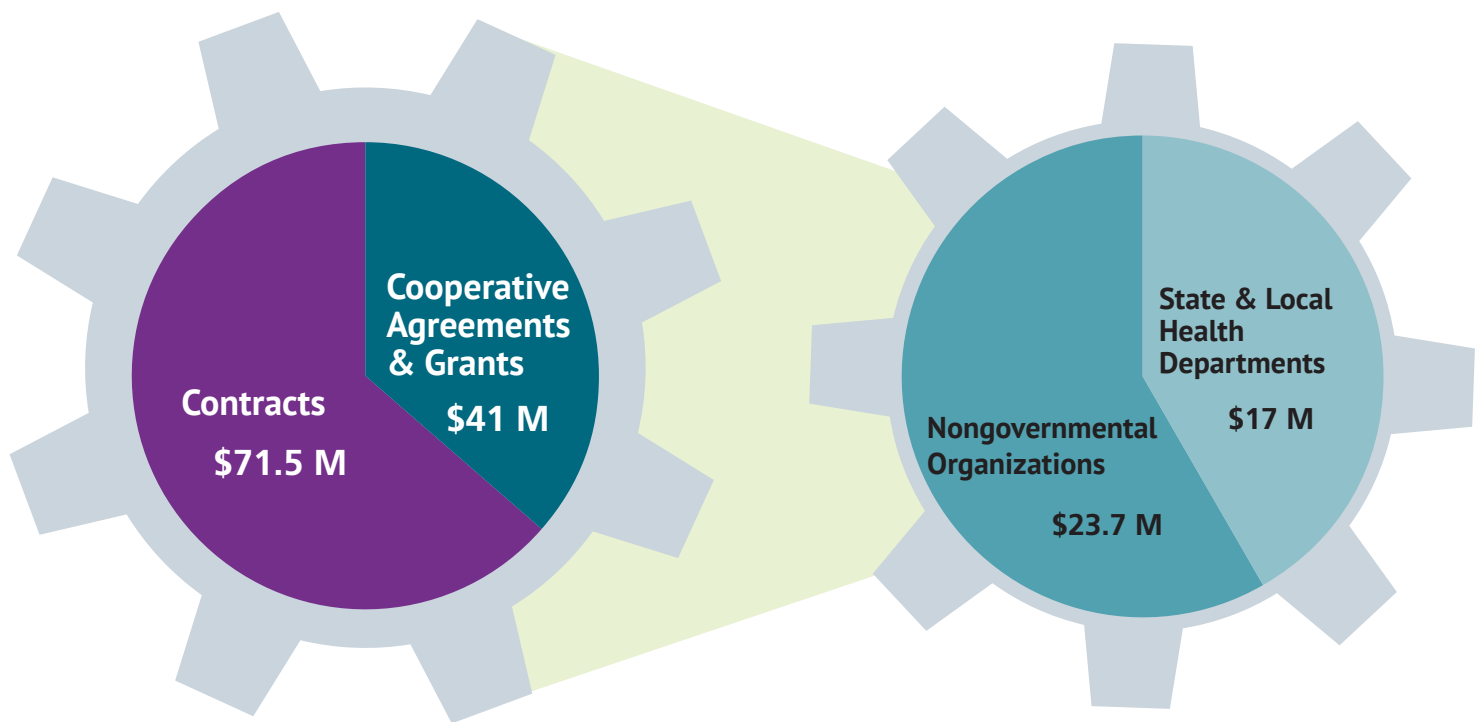 Cooperative
Agreements
& Grants
$41 M
Contracts
$71.5 M
State & Local
Health
Departments
$17 M
Nongovernmental
Organizations
$23.7 M